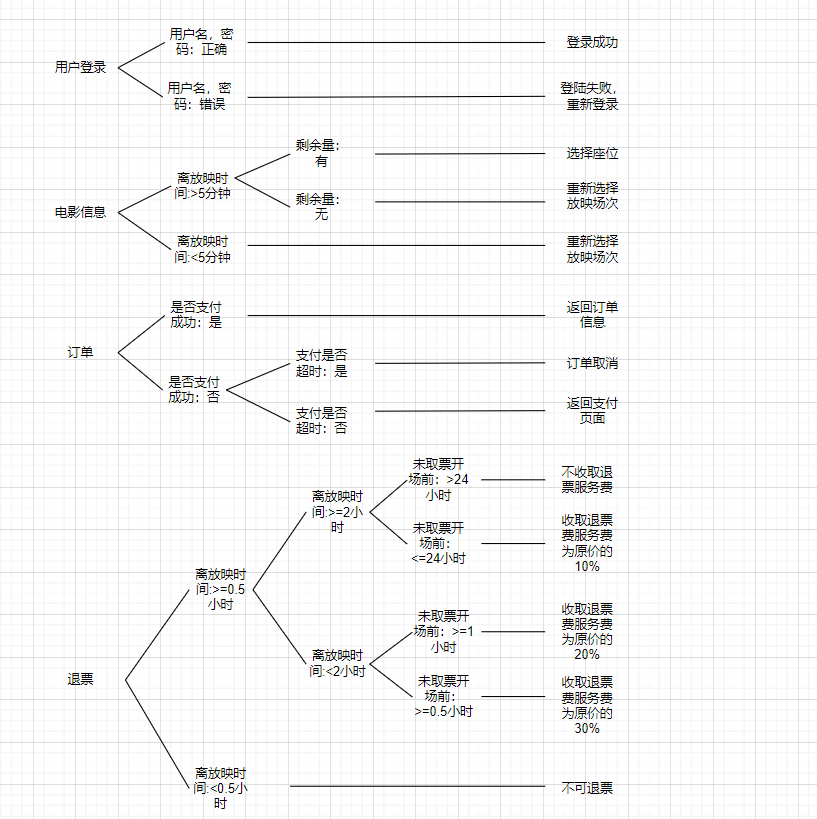 用户登录
用户名，密
码：正确
登录成功
用户名，密
码：错误
登陆失败，
重新登录
电影信息
离放映时
间:>5分钟
剩余量：
有
选择座位
剩余量：
无
重新选择
放映场次
离放映时
间:<5分钟
重新选择
放映场次
订单
是否支付
成功：是
返回订单
信息
是否支付
成功：否
支付是否
超时：是
订单取消
支付是否
超时：否
返回支付
页面
退票
离放映时
间:>=0.5
小时
离放映时
间:>=2小
时
未取票开
场前：>24
小时
不收取退
票服务费
未取票开
场前：
<=24小时
收取退票
费服务费
为原价的
10%
离放映时
间:<2小时
未取票开
场前：>=1
小时
收取退票
费服务费
为原价的
20%
未取票开
场前：
>=0.5小时
收取退票
费服务费
为原价的
30%
离放映时
间:<0.5小
时
不可退票